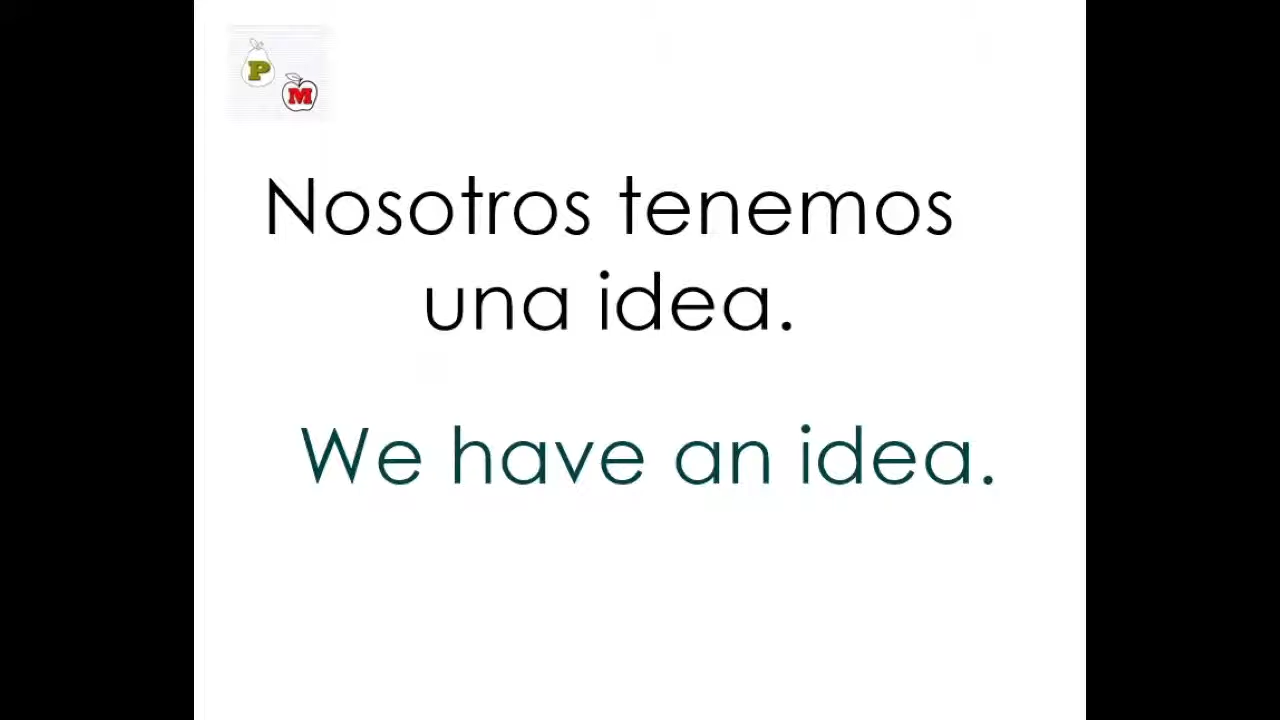 P
M
Nosotros tenemos
una idea.
We have an idea.